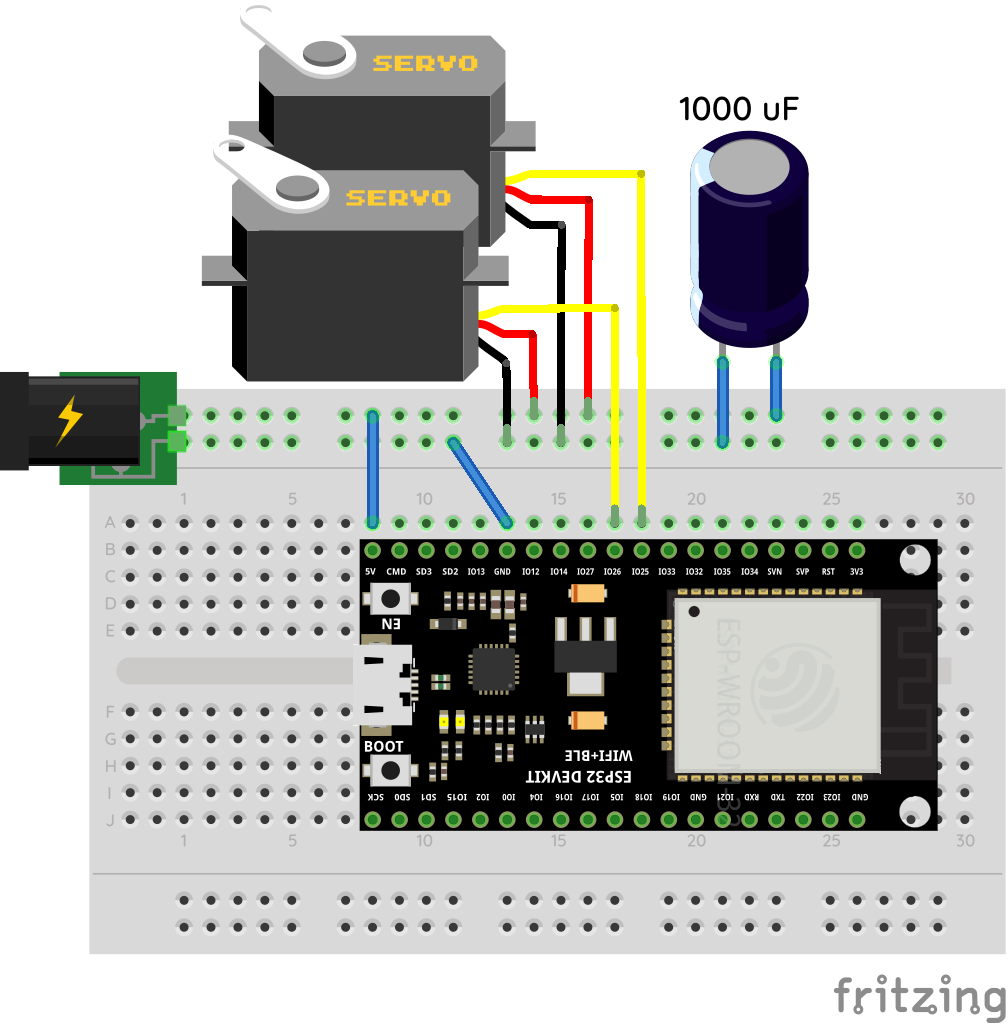 SERVO
1000 uF
SERVO
1 5 10 15 20 25 30
A
B
5V CMD SD3 SD2 IO13 GND IO12 IO14 IO27 IO26 IO25 IO33 IO32 IO35 IO34 SVN SVP RST 3V3
C
D
EN
E
ESP-WROOM-32
F
G
BOOT
WIFI+BLE
H
ESP32 DEVKIT
I
SCK SD0 SD1 IO15 IO2 IO0 IO4 IO16 IO17 IO5 IO18 IO19 GND IO21 RXD TXD IO22 IO23 GND
J
1 5 10 15 20 25 30
fritzing